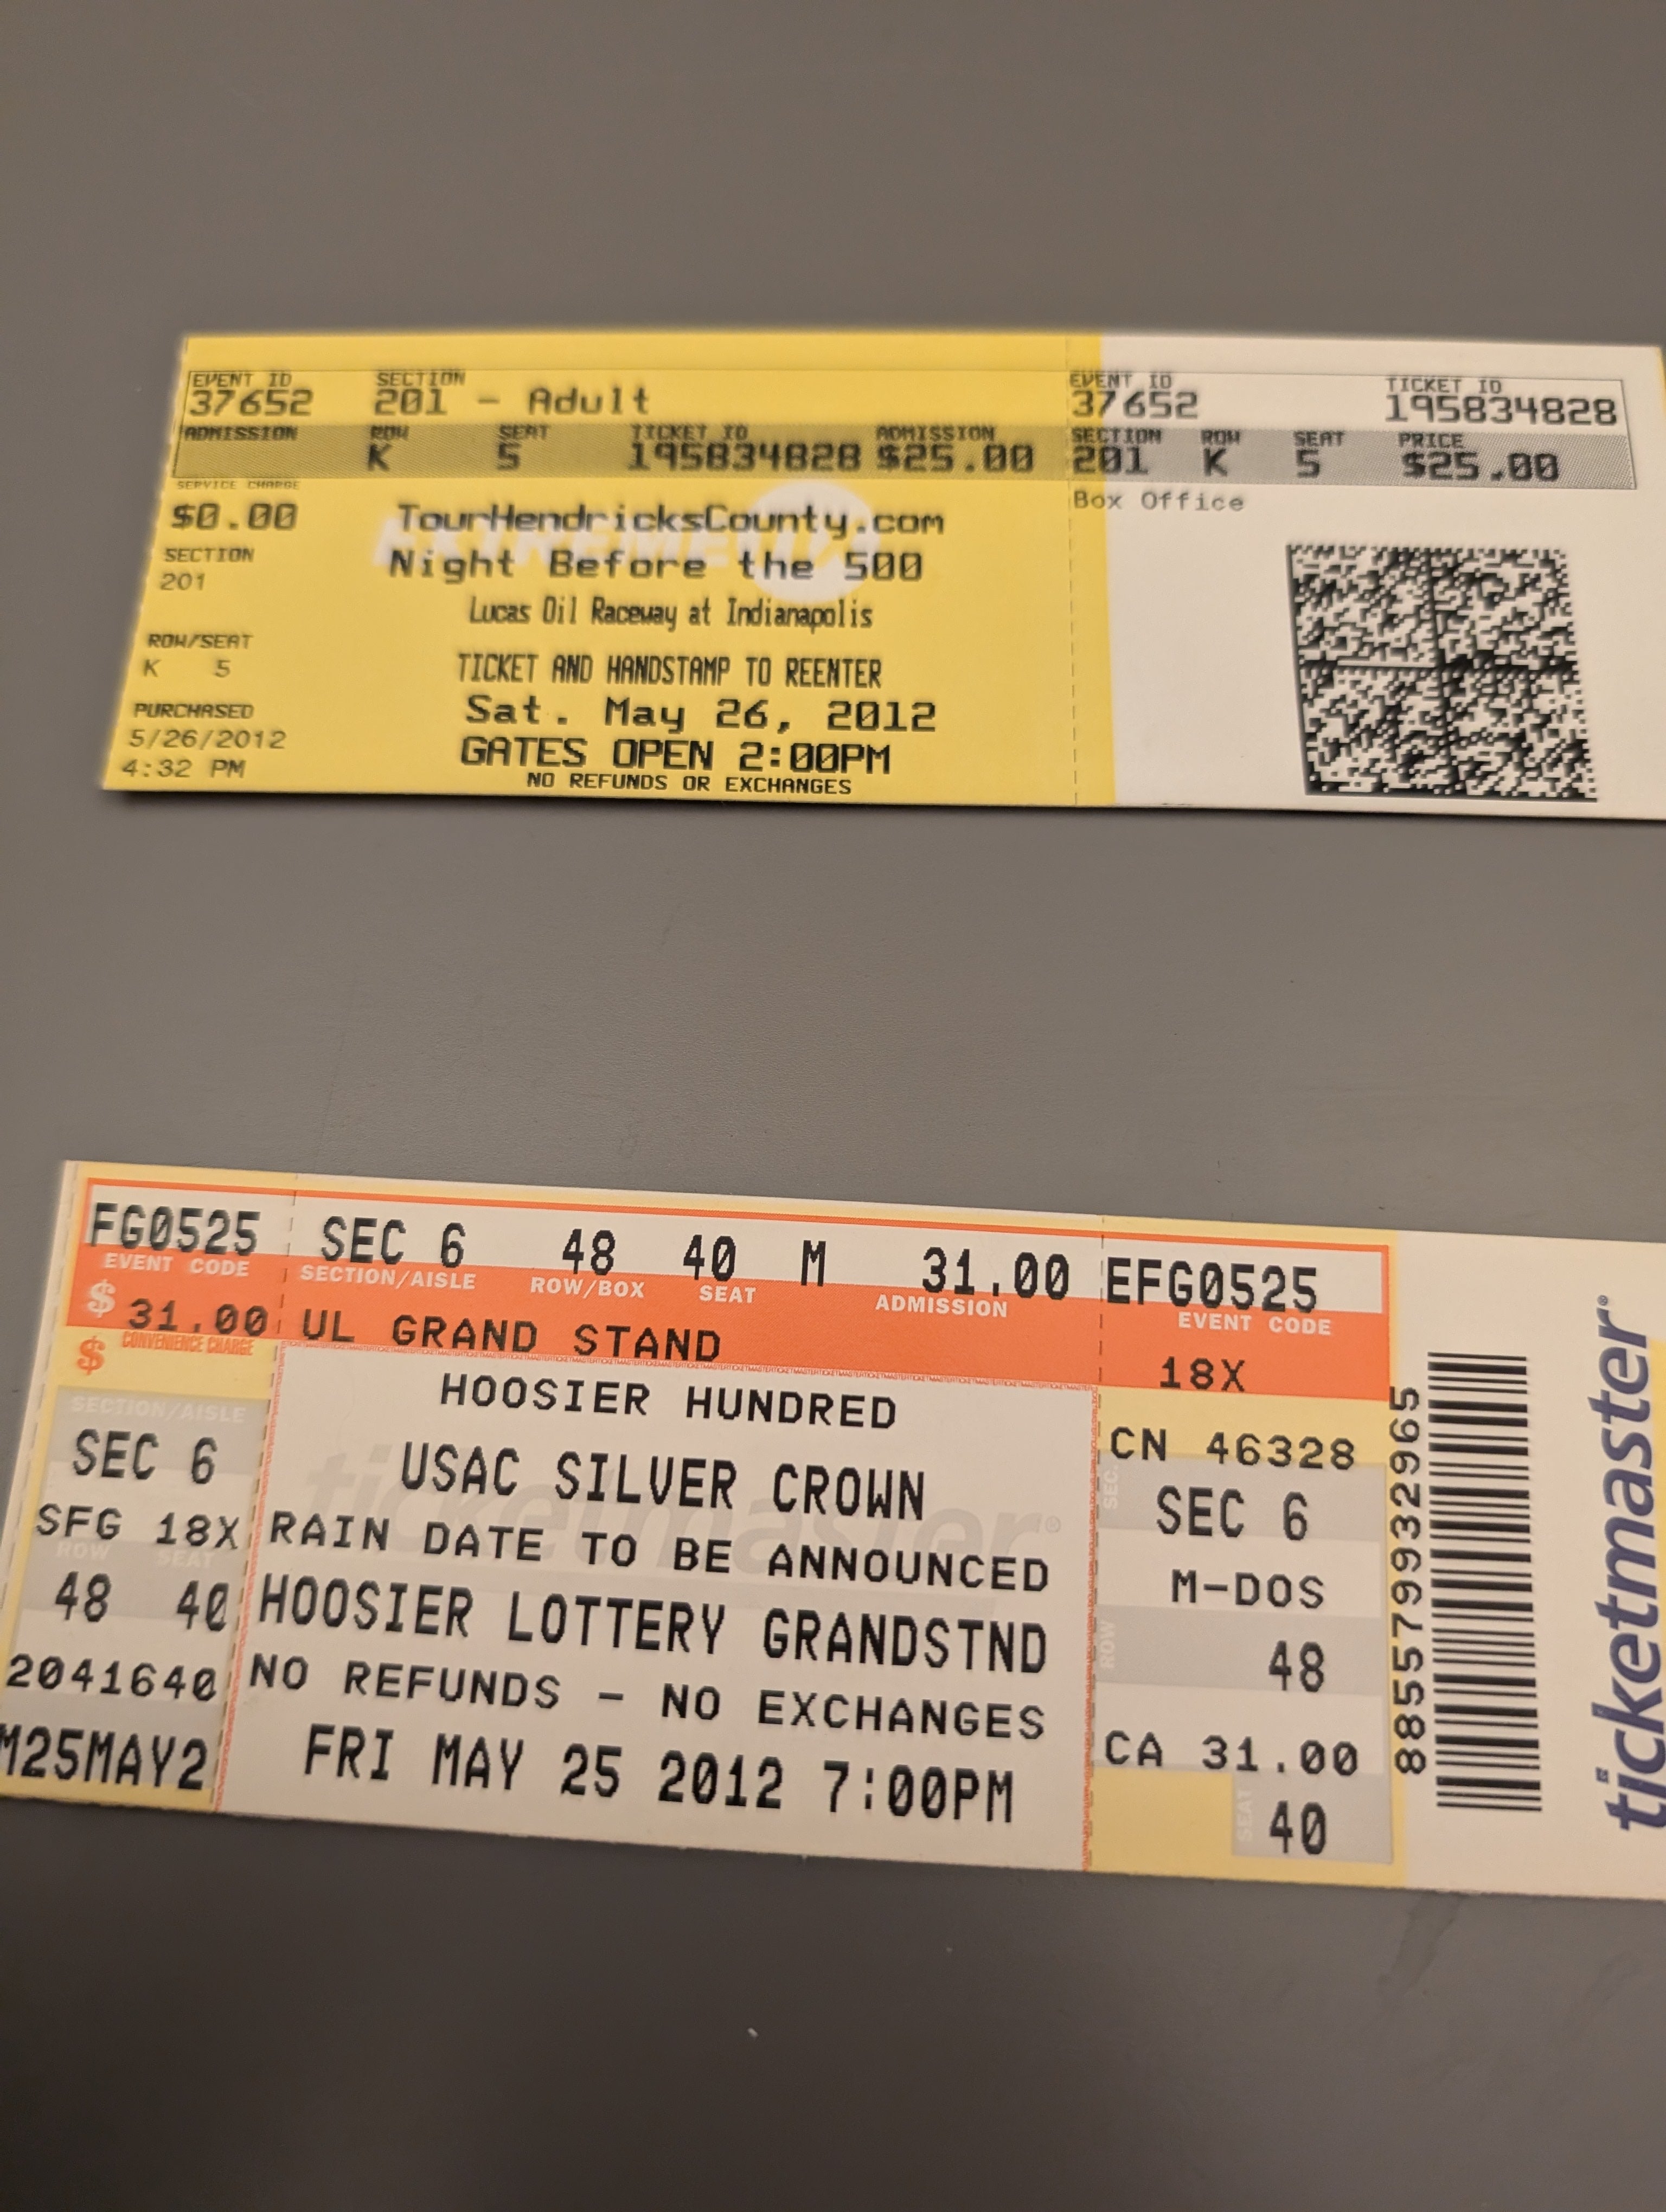 EVENT ID SECTION EVENT ID TICKET ID
37652 201 - Adult 37652 195834828
ADMISSION ROW SEAT TICKET ID ADMISSION SECTION ROW SEAT PRICE
K 5 195834828 $25.00 201 K 5 $25.00
SERVICE CHARGE
$0.00
SECTION
201
ROW/SEAT
K 5
PURCHASED
5/26/2012
4:32 PM
TourHendricksCounty.com
Night Before the 500
Lucas Oil Raceway at Indianapolis
TICKET AND HANDSTAMP TO REENTER
Sat. May 26, 2012
GATES OPEN 2:00PM
NO REFUNDS OR EXCHANGES
Box Office
FG0525 SEC 6 48 40 M 31.00 EFG0525
EVENT CODE SECTION/AISLE ROW/BOX SEAT ADMISSION EVENT CODE
$ 31.00 UL GRAND STAND 18X
$ CONVENIENCE CHARGE
SECTION/AISLE
SEC 6
SFG 18X
ROW SEAT
48 40
2041640
M25MAY2
HOOSIER HUNDRED
USAC SILVER CROWN
RAIN DATE TO BE ANNOUNCED
HOOSIER LOTTERY GRANDSTND
NO REFUNDS - NO EXCHANGES
FRI MAY 25 2012 7:00PM
ticketmaster®
CN 46328
SEC.
SEC 6
M-DOS
ROW
48
CA 31.00
SEAT
40
885579932965
ticketmaster®